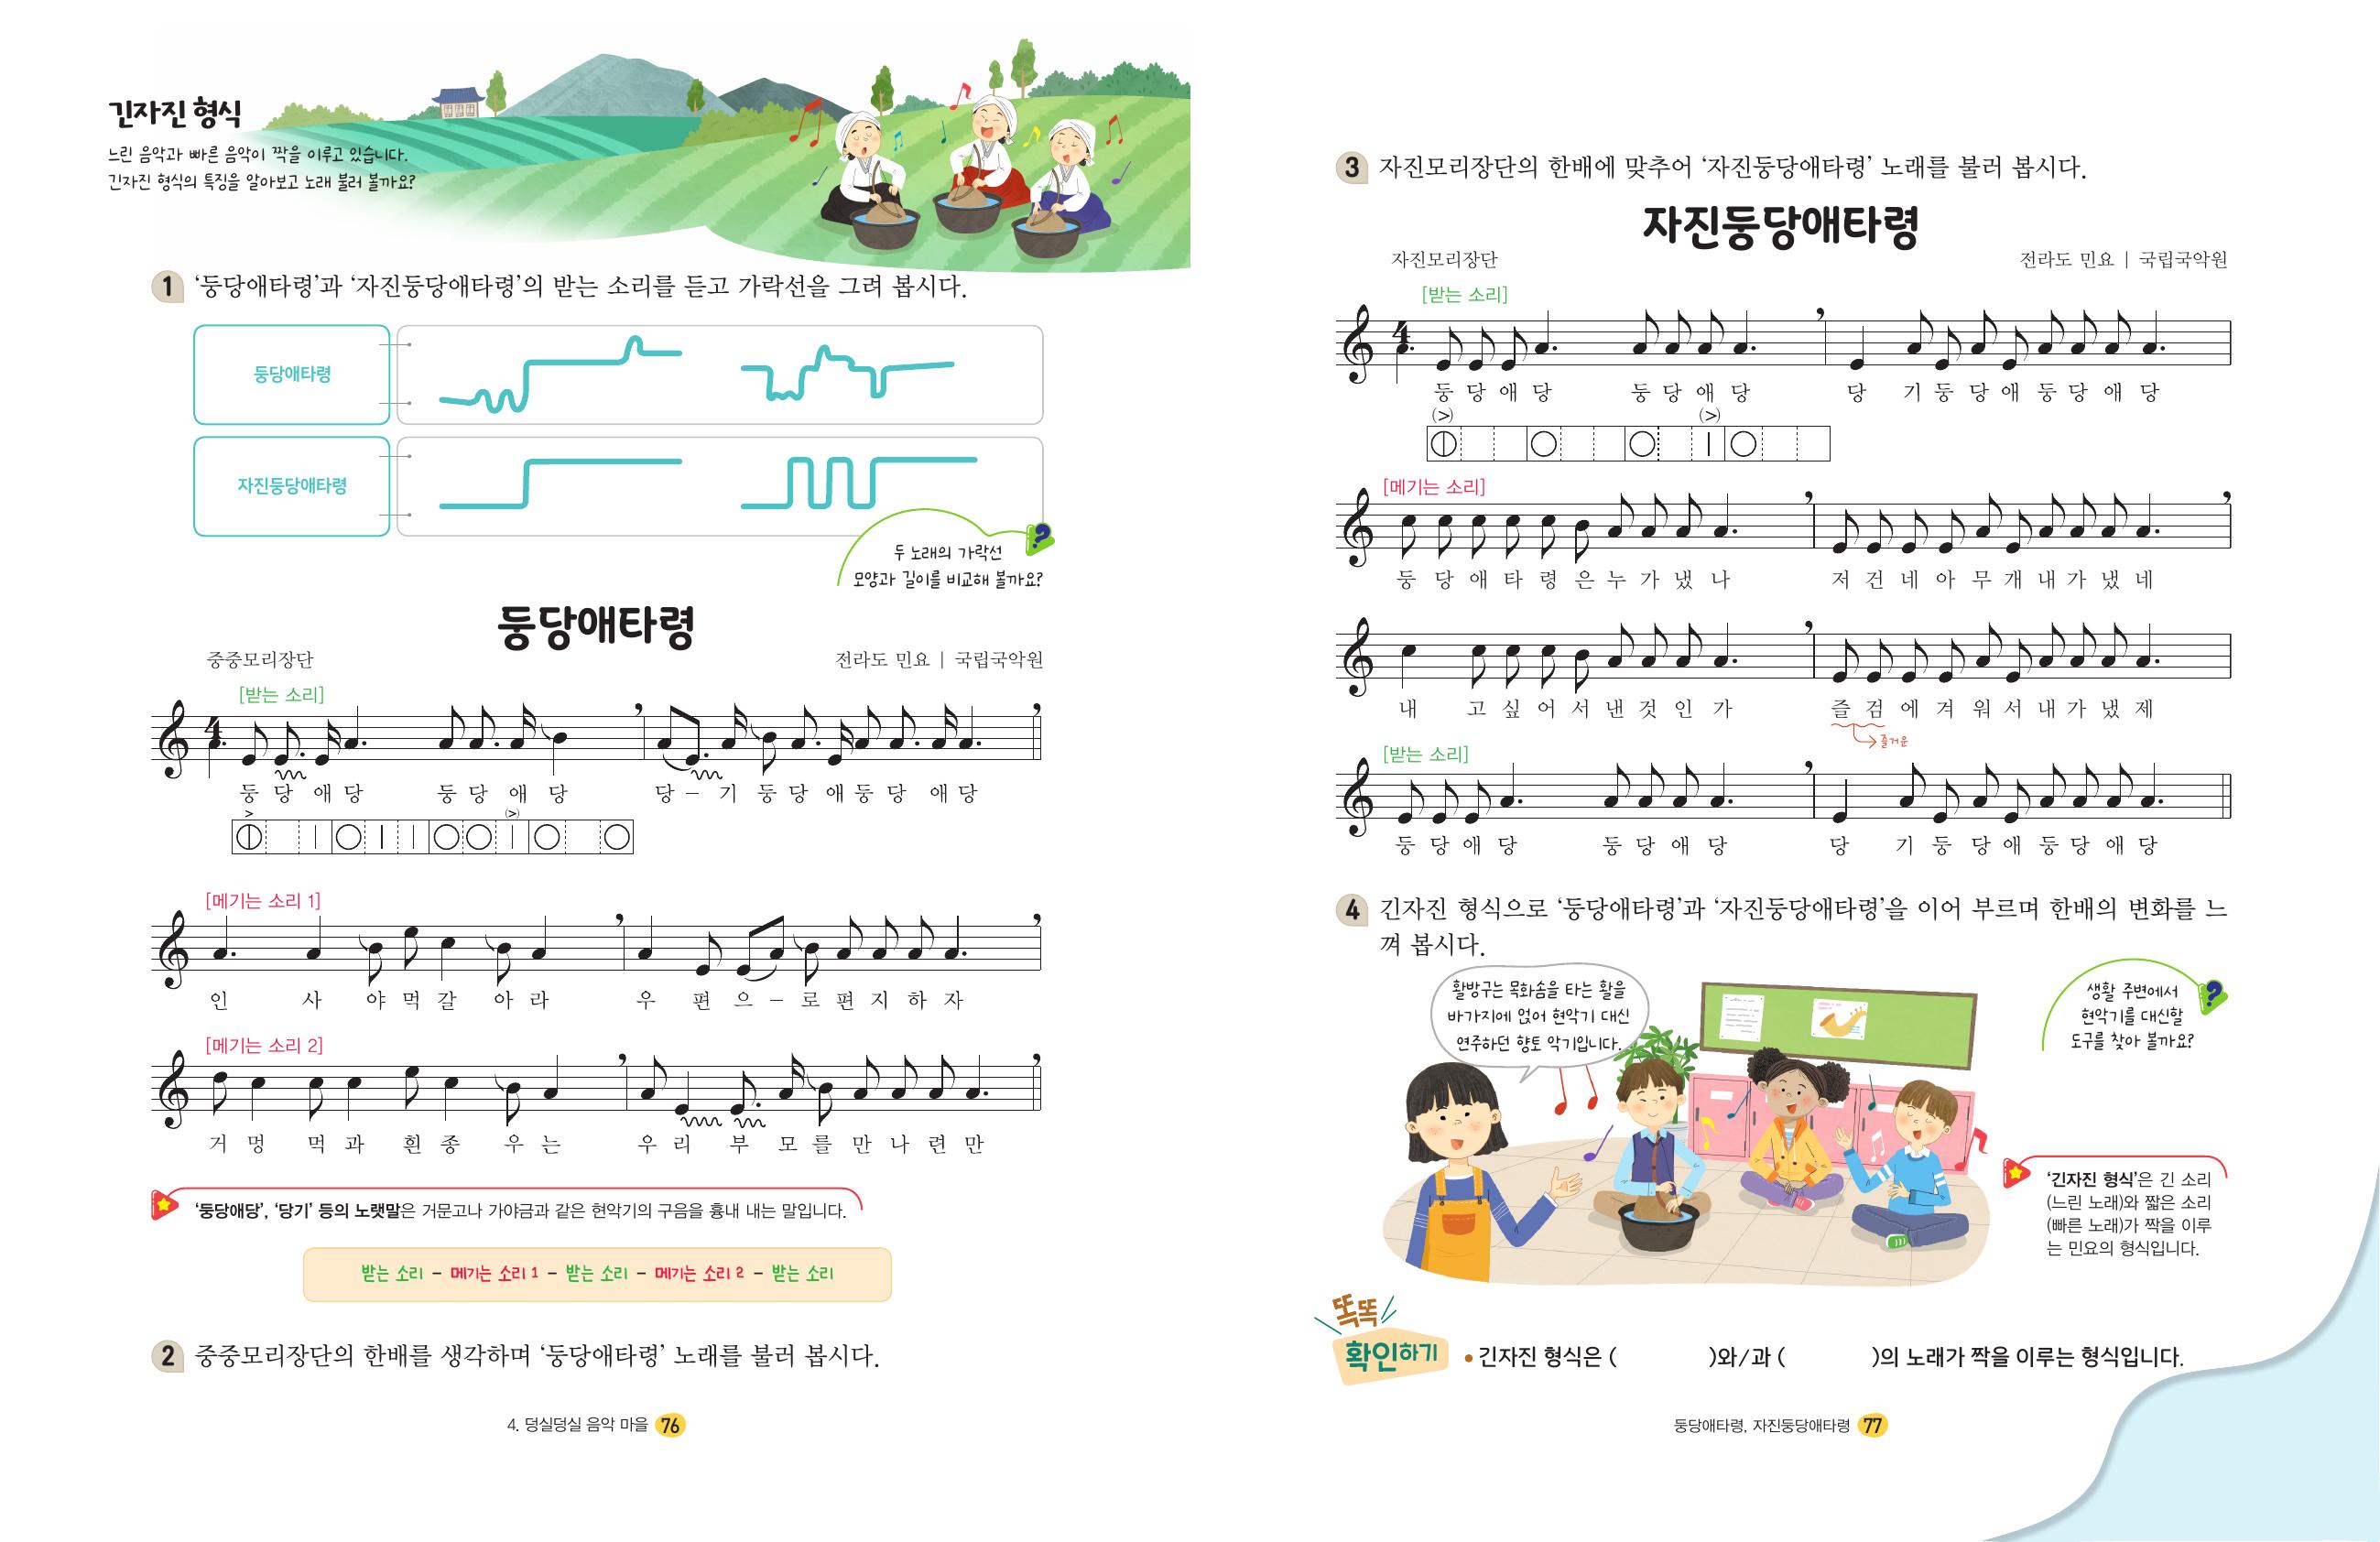 긴자진 형식
느린 음악과 빠른 음악이 짝을 이루고 있습니다.
긴자진 형식의 특징을 알아보고 노래 불러 볼까요?
1 ‘둥당애타령’과 ‘자진둥당애타령’의 받는 소리를 듣고 가락선을 그려 봅시다.
둥당애타령
자진둥당애타령
두 노래의 가락선
모양과 길이를 비교해 볼까요?
둥당애타령
중중모리장단
전라도 민요 | 국립국악원
[받는 소리]
4
둥 당 애 당 둥 당 애 당 당 – 기 둥 당 애 둥 당 애 당
[메기는 소리 1]
인 사 야 먹 갈 아 라 우 편 으 – 로 편 지 하 자
[메기는 소리 2]
거 멍 먹 과 흰 종 우 는 우 리 부 모 를 만 나 련 만
‘둥당애당’, ‘당기’ 등의 노랫말은 거문고나 가야금과 같은 현악기의 구음을 흉내 내는 말입니다.
받는 소리 – 메기는 소리 1 – 받는 소리 – 메기는 소리 2 – 받는 소리
2 중중모리장단의 한배를 생각하며 ‘둥당애타령’ 노래를 불러 봅시다.
4. 덩실덩실 음악 마을 76
3 자진모리장단의 한배에 맞추어 ‘자진둥당애타령’ 노래를 불러 봅시다.
자진둥당애타령
자진모리장단
전라도 민요 | 국립국악원
[받는 소리]
4
둥 당 애 당 둥 당 애 당 당 기 둥 당 애 둥 당 애 당
[메기는 소리]
둥 당 애 타 령 은 누 가 냈 나 저 건 네 아 무 개 내 가 냈 네
내 고 싶 어 서 낸 것 인 가 즐 검 에 겨 워 서 내 가 냈 제
즐거운
[받는 소리]
둥 당 애 당 둥 당 애 당 당 기 둥 당 애 둥 당 애 당
4 긴자진 형식으로 ‘둥당애타령’과 ‘자진둥당애타령’을 이어 부르며 한배의 변화를 느
껴 봅시다.
활방구는 목화솜을 타는 활을
바가지에 얹어 현악기 대신
연주하던 향토 악기입니다.
생활 주변에서
현악기를 대신할
도구를 찾아 볼까요?
‘긴자진 형식’은 긴 소리
(느린 노래)와 짧은 소리
(빠른 노래)가 짝을 이루
는 민요의 형식입니다.
똑똑
확인하기
• 긴자진 형식은 ( )와/과 ( )의 노래가 짝을 이루는 형식입니다.
둥당애타령, 자진둥당애타령 77